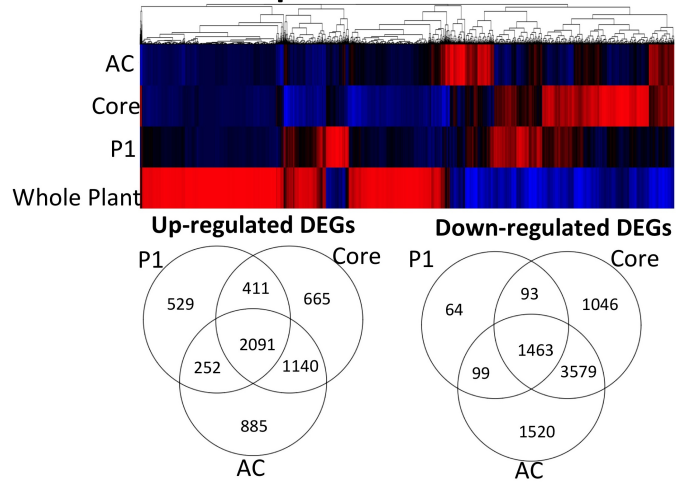 AC
Core
P1
Whole Plant
Up-regulated DEGs
Down-regulated DEGs
P1
Core
529
411
665
2091
252
1140
885
AC
P1
Core
64
93
1046
1463
99
3579
1520
AC